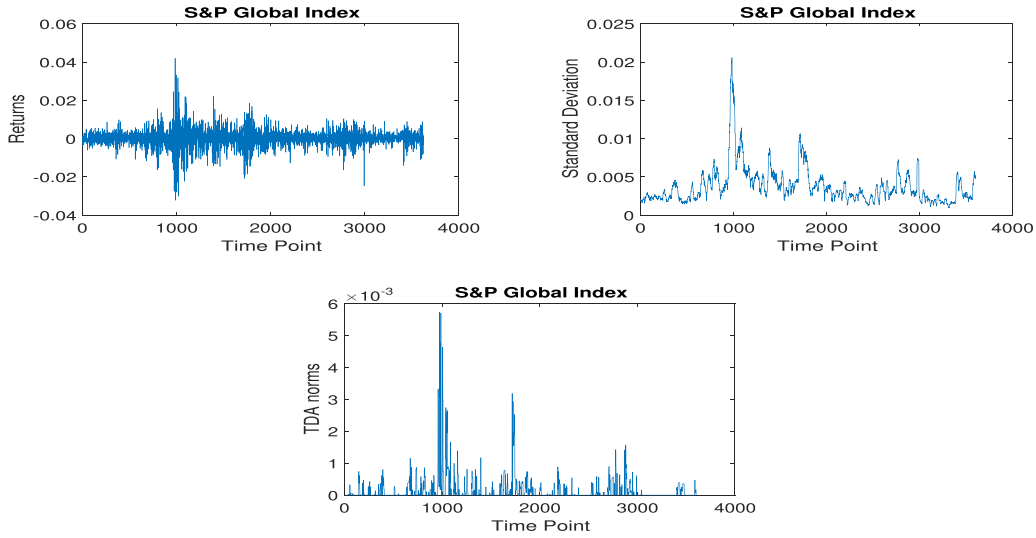 S&P Global Index
0.06
0.04
0.02
0
-0.02
-0.04
Returns
0 1000 2000 3000 4000
Time Point
S&P Global Index
0.025
0.02
0.015
0.01
0.005
0
Standard Deviation
0 1000 2000 3000 4000
Time Point
S&P Global Index
×10-3
6
5
4
3
2
1
0
TDA norms
0 1000 2000 3000 4000
Time Point